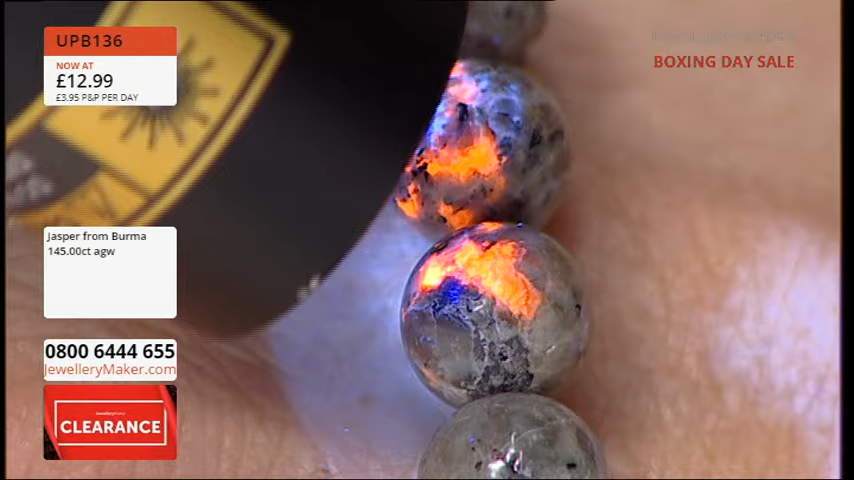 UPB136
NOW AT
£12.99
£3.95 P&P PER DAY
BOXING DAY SALE
Jasper from Burma
145.00ct agw
0800 6444 655
JewelleryMaker.com
CLEARANCE